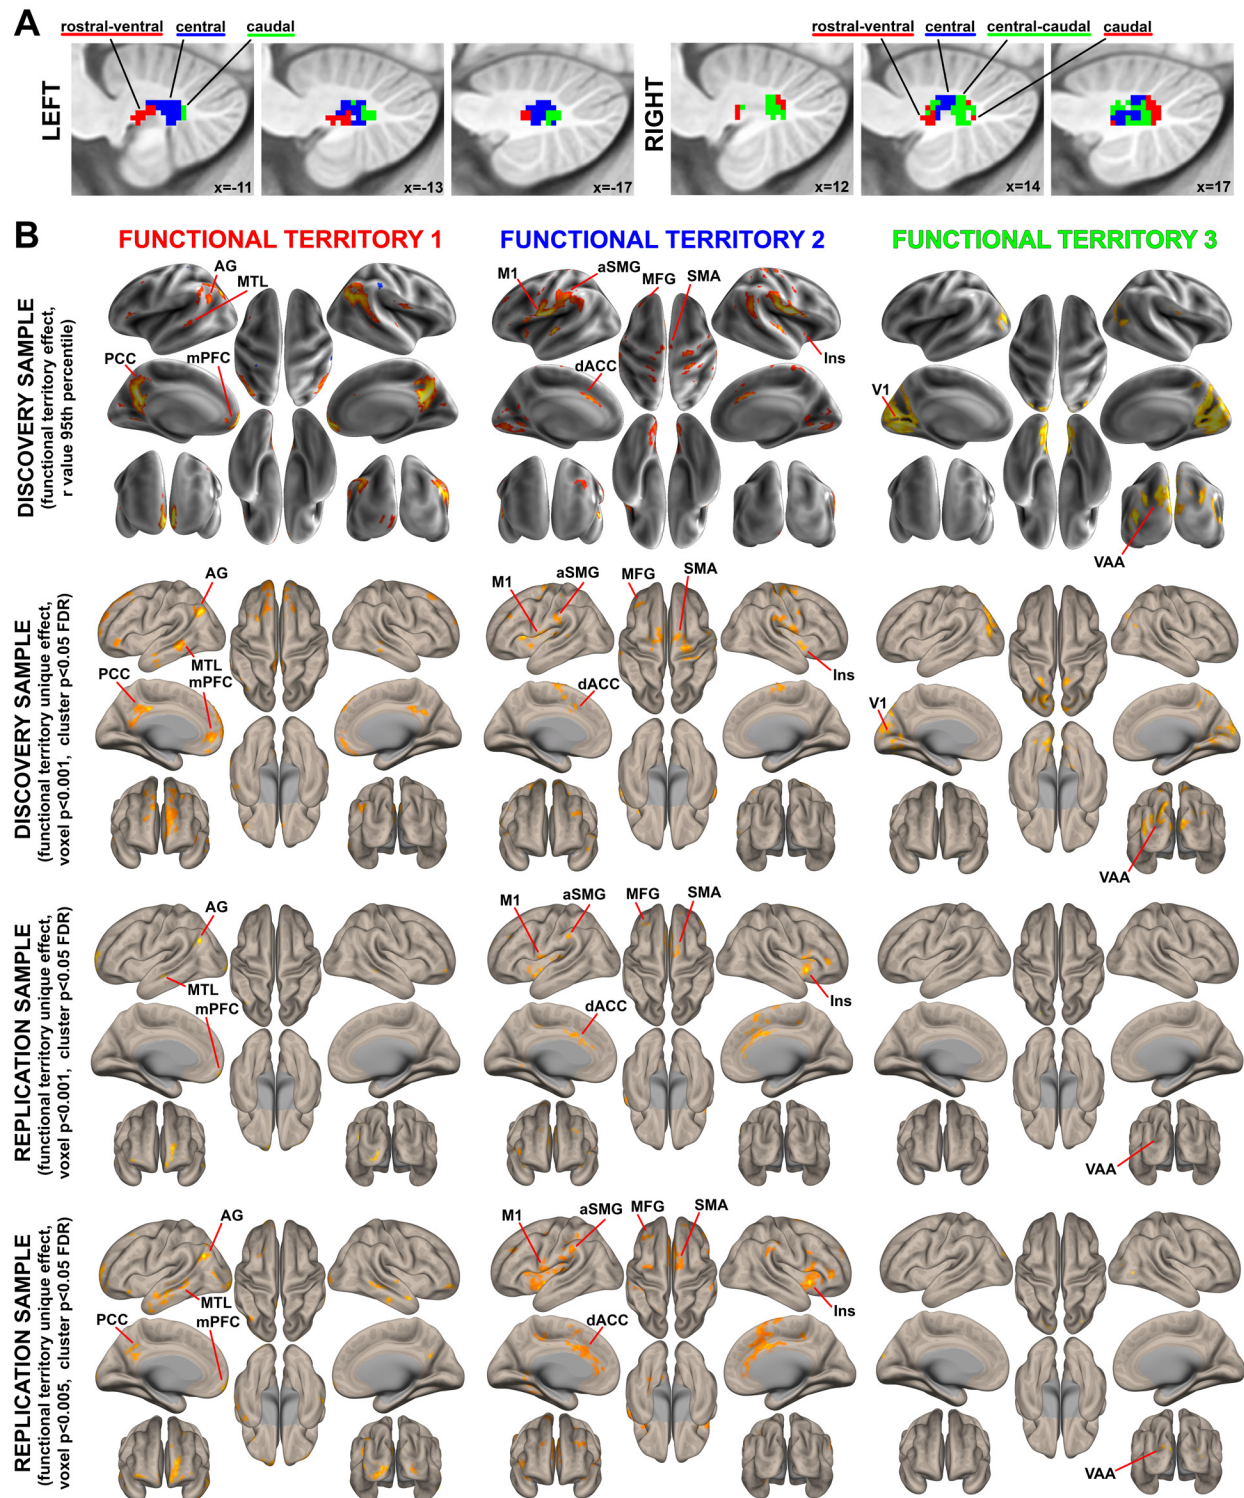 A
rostral-ventral central caudal
rostral-ventral central central-caudal caudal
LEFT
x=-11
x=-13
x=-17
RIGHT
x=12
x=14
x=17
B
FUNCTIONAL TERRITORY 1
FUNCTIONAL TERRITORY 2
FUNCTIONAL TERRITORY 3
DISCOVERY SAMPLE
(functional territory effect,
r value 95th percentile)
AG
MTL
PCC
mPFC
M1
aSMG
MFG
SMA
Ins
dACC
V1
VAA
DISCOVERY SAMPLE
(functional territory unique effect,
voxel p<0.001, cluster p<0.05 FDR)
AG
MTL
PCC
mPFC
M1
aSMG
MFG
SMA
Ins
dACC
V1
VAA
REPLICATION SAMPLE
(functional territory unique effect,
voxel p<0.001, cluster p<0.05 FDR)
AG
MTL
mPFC
M1
aSMG
MFG
SMA
Ins
dACC
VAA
REPLICATION SAMPLE
(functional territory unique effect,
voxel p<0.005, cluster p<0.05 FDR)
AG
MTL
PCC
mPFC
M1
aSMG
MFG
SMA
Ins
dACC
VAA